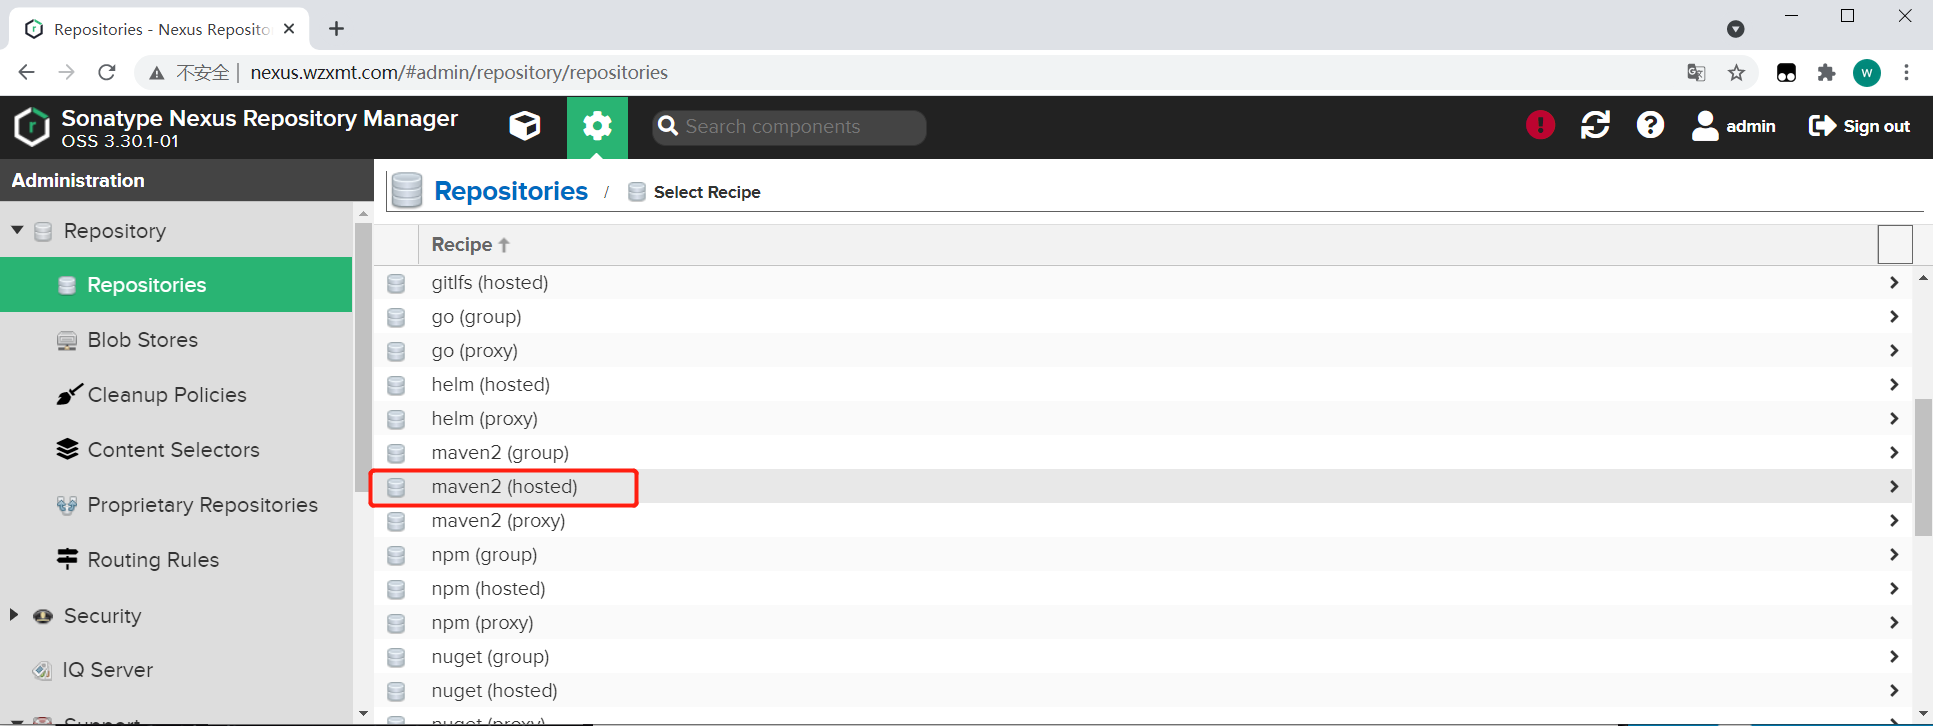 Repositories - Nexus Reposito
不安全 | nexus.wzxmt.com/#admin/repository/repositories
W
Sonatype Nexus Repository Manager
OSS 3.30.1-01
Search components
admin
Sign out
Administration
Repositories / Select Recipe
Repository
Repositories
Blob Stores
Cleanup Policies
Content Selectors
Proprietary Repositories
Routing Rules
Security
IQ Server
Support
Recipe
gitlfs (hosted)
go (group)
go (proxy)
helm (hosted)
helm (proxy)
maven2 (group)
maven2 (hosted)
maven2 (proxy)
npm (group)
npm (hosted)
npm (proxy)
nuget (group)
nuget (hosted)
nuget (proxy)